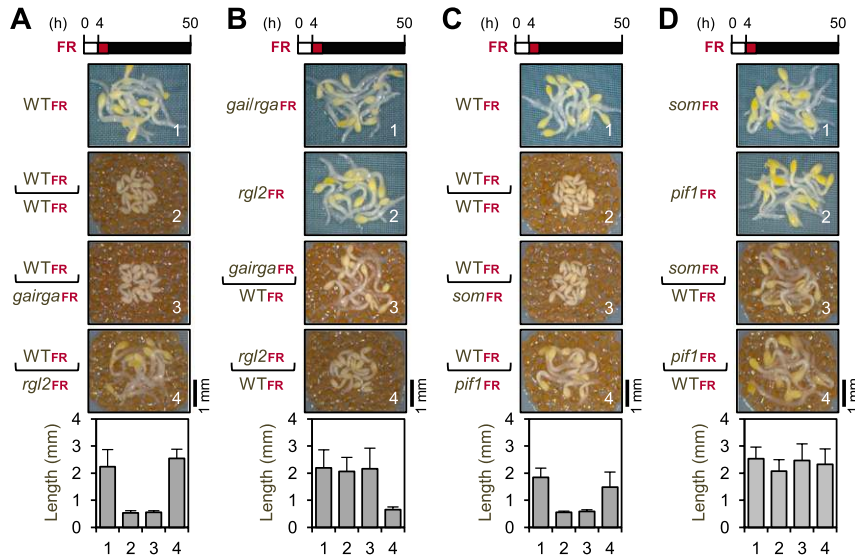 A (h) 0 4 50
FR
WTFR
1
WTFR
WTFR
2
WTFR
gairgaFR
3
WTFR
rgl2FR
4
1 mm
Length (mm)
4
3
2
1
0
1 2 3 4
B (h) 0 4 50
FR
gai/rgaFR
1
rgl2FR
2
gairgaFR
WTFR
3
rgl2FR
WTFR
4
1 mm
Length (mm)
4
3
2
1
0
1 2 3 4
C (h) 0 4 50
FR
WTFR
1
WTFR
WTFR
2
WTFR
somFR
3
WTFR
pif1FR
4
1 mm
Length (mm)
4
3
2
1
0
1 2 3 4
D (h) 0 4 50
FR
somFR
1
pif1FR
2
somFR
WTFR
3
pif1FR
WTFR
4
1 mm
Length (mm)
4
3
2
1
0
1 2 3 4